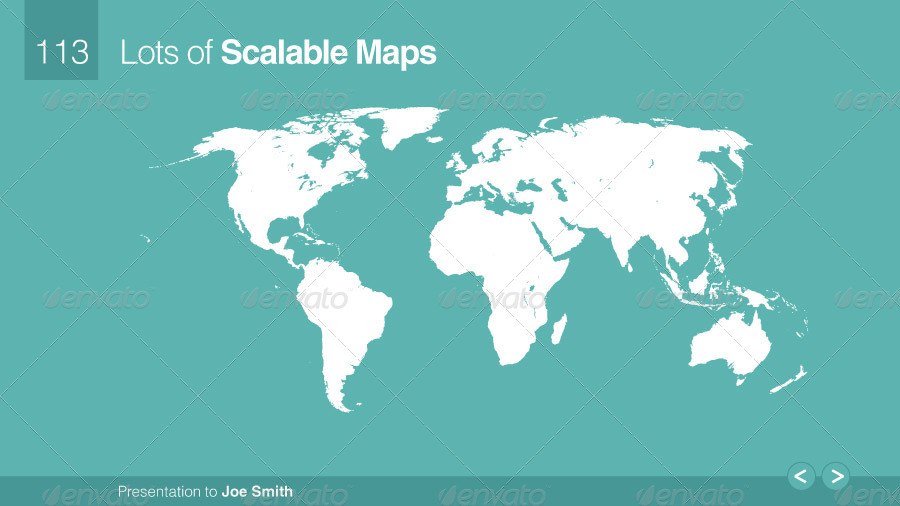 113
Lots of Scalable Maps
envato envato envato envato envato
envato envato envato envato envato
Presentation to Joe Smith
< >
envato envato envato envato envato